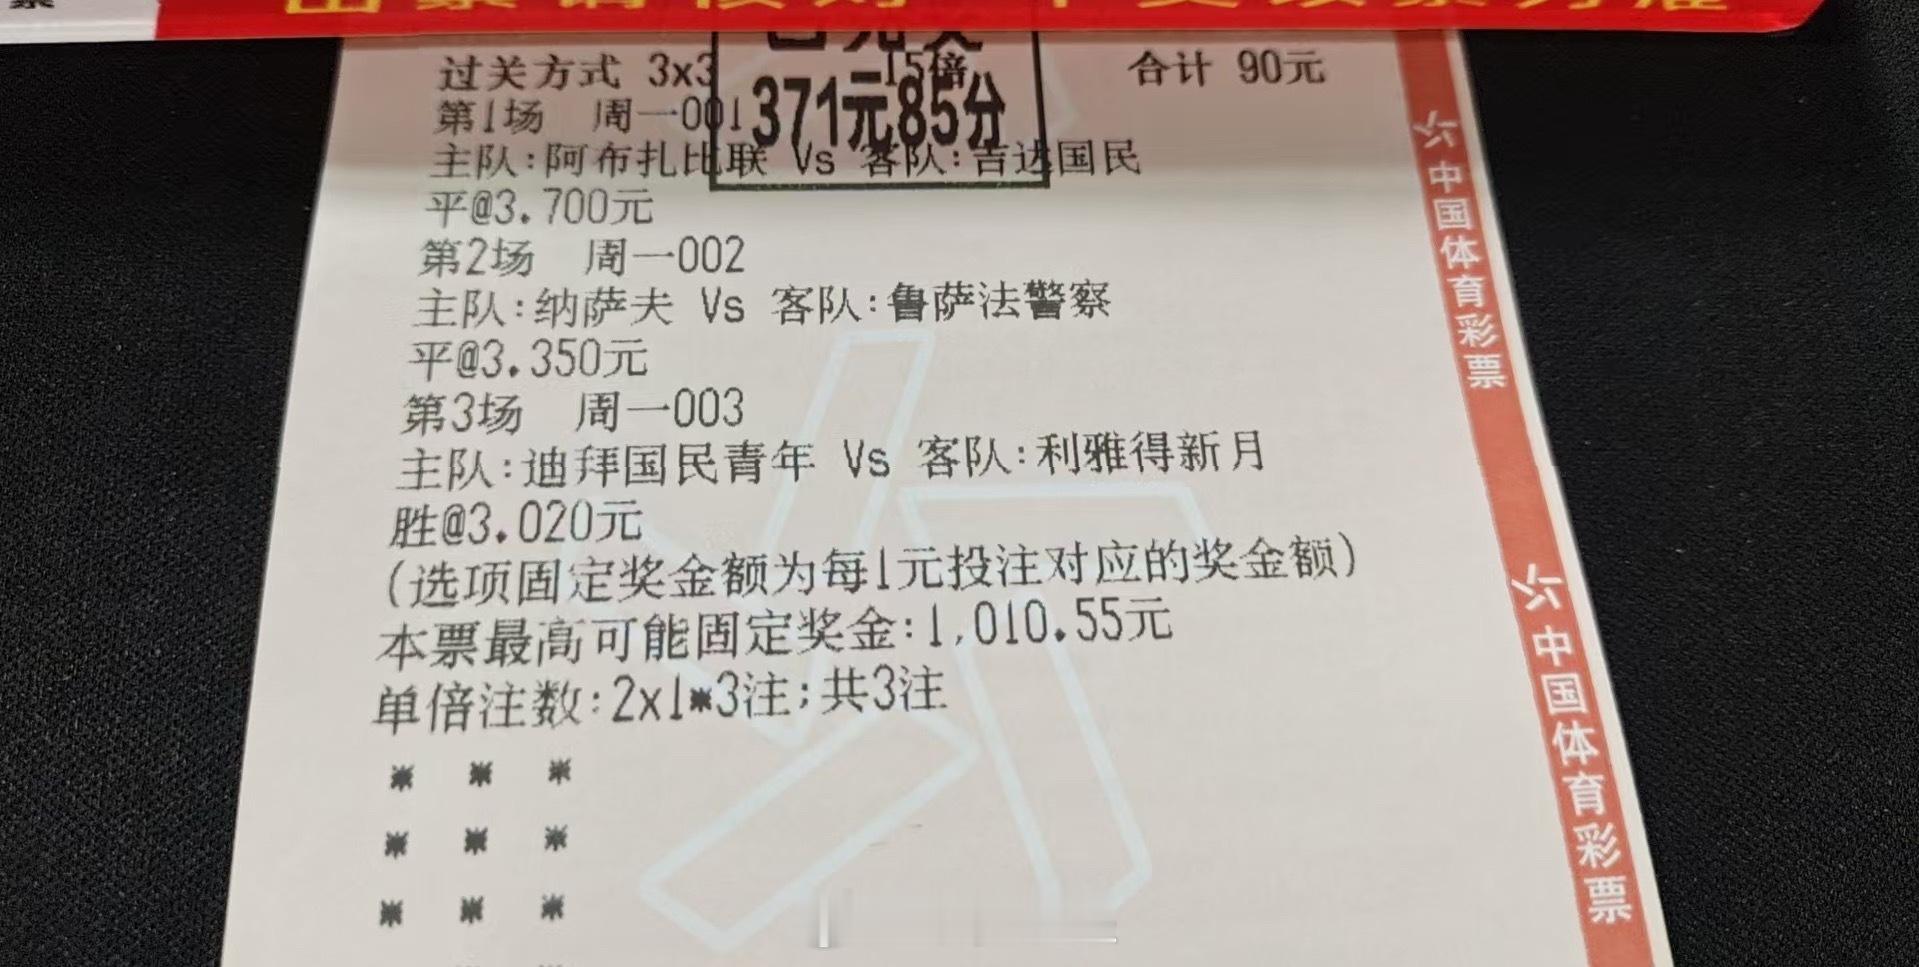 过关方式 3x3 15倍 合计 90元
371元85分
第1场 周一001
主队:阿布扎比联 Vs 客队:吉达国民
平@3.700元
第2场 周一002
主队:纳萨夫 Vs 客队:鲁萨法警察
平@3.350元
第3场 周一003
主队:迪拜国民青年 Vs 客队:利雅得新月
胜@3.020元
(选项固定奖金额为每1元投注对应的奖金额)
本票最高可能固定奖金:1,010.55元
单倍注数:2x1*3注;共3注
* * *
* * *
* * *
中国体育彩票
中国体育彩票